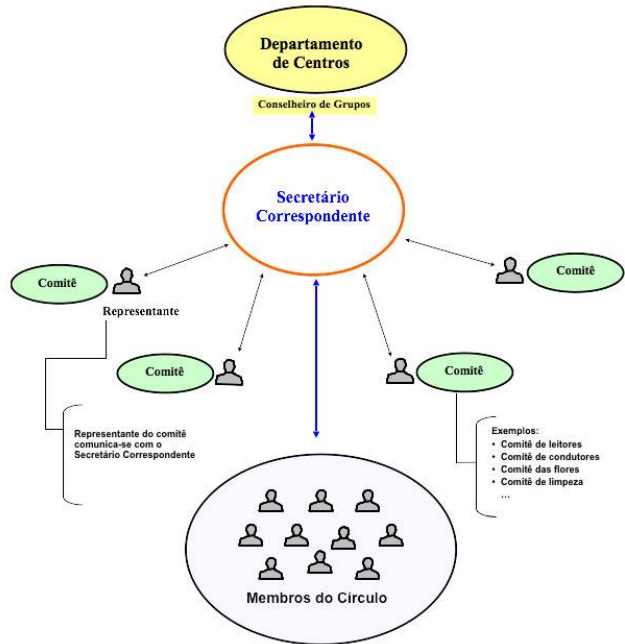 Departamento
de Centros
Conselheiro de Grupos
Secretário
Correspondente
Comitê
Comitê
Representante
Comitê
Comitê
Representante do comitê
comunica-se com o
Secretário Correspondente
Exemplos:
• Comitê de leitores
• Comitê de condutores
• Comitê das flores
• Comitê de limpeza
...
Membros do Círculo